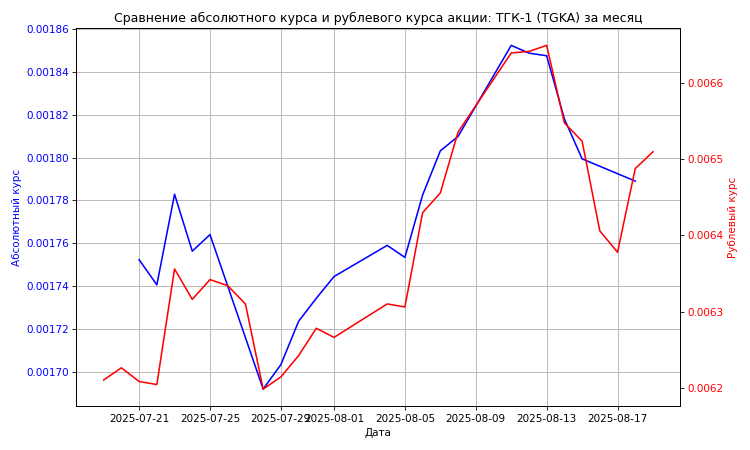 Сравнение абсолютного курса и рублевого курса акции: ТГК-1 (TGKA) за месяц
0.00186
0.00184
0.00182
0.00180
0.00178
0.00176
0.00174
0.00172
0.00170
Абсолютный курс
0.0066
0.0065
0.0064
0.0063
0.0062
Рублевый курс
2025-07-21 2025-07-25 2025-07-29 2025-08-01 2025-08-05 2025-08-09 2025-08-13 2025-08-17
Дата